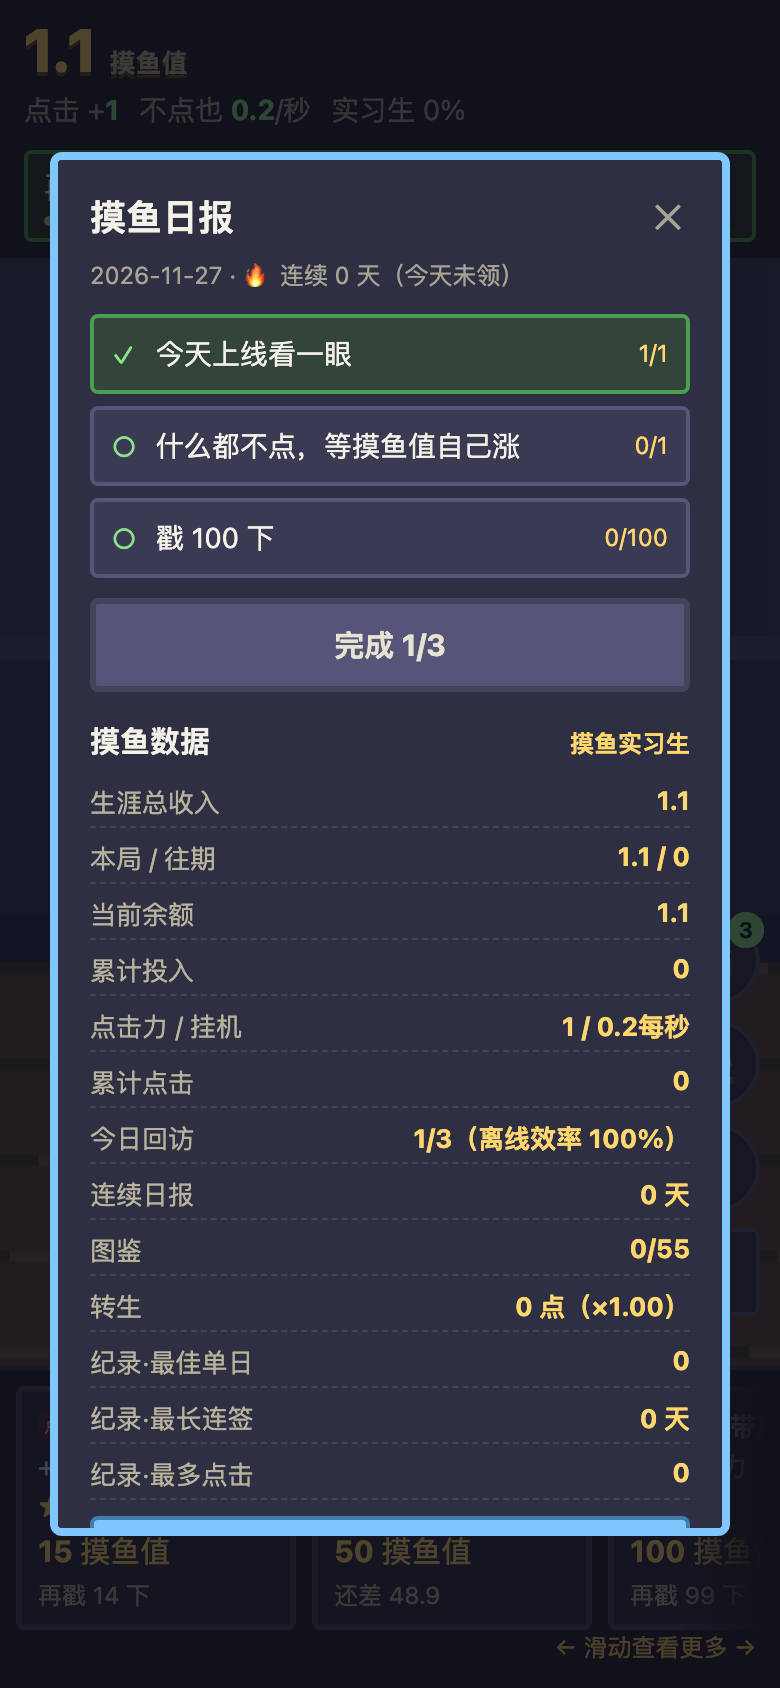 1.1 摸鱼值
点击 +1 不点也 0.2/秒 实习生 0%
摸鱼日报
2026-11-27 · 🔥 连续 0 天（今天未领）
✓ 今天上线看一眼 1/1
什么都不点，等摸鱼值自己涨 0/1
戳 100 下 0/100
完成 1/3
摸鱼数据 摸鱼实习生
生涯总收入 1.1
本局 / 往期 1.1 / 0
当前余额 1.1
累计投入 0
3
点击力 / 挂机 1 / 0.2每秒
累计点击 0
今日回访 1/3（离线效率 100%）
连续日报 0 天
图鉴 0/55
转生 0 点（×1.00）
纪录·最佳单日 0
纪录·最长连签 0 天
带
力
纪录·最多点击 0
15 摸鱼值 50 摸鱼值 100 摸鱼
再戳 14 下 还差 48.9 再戳 99 下
← 滑动查看更多 →